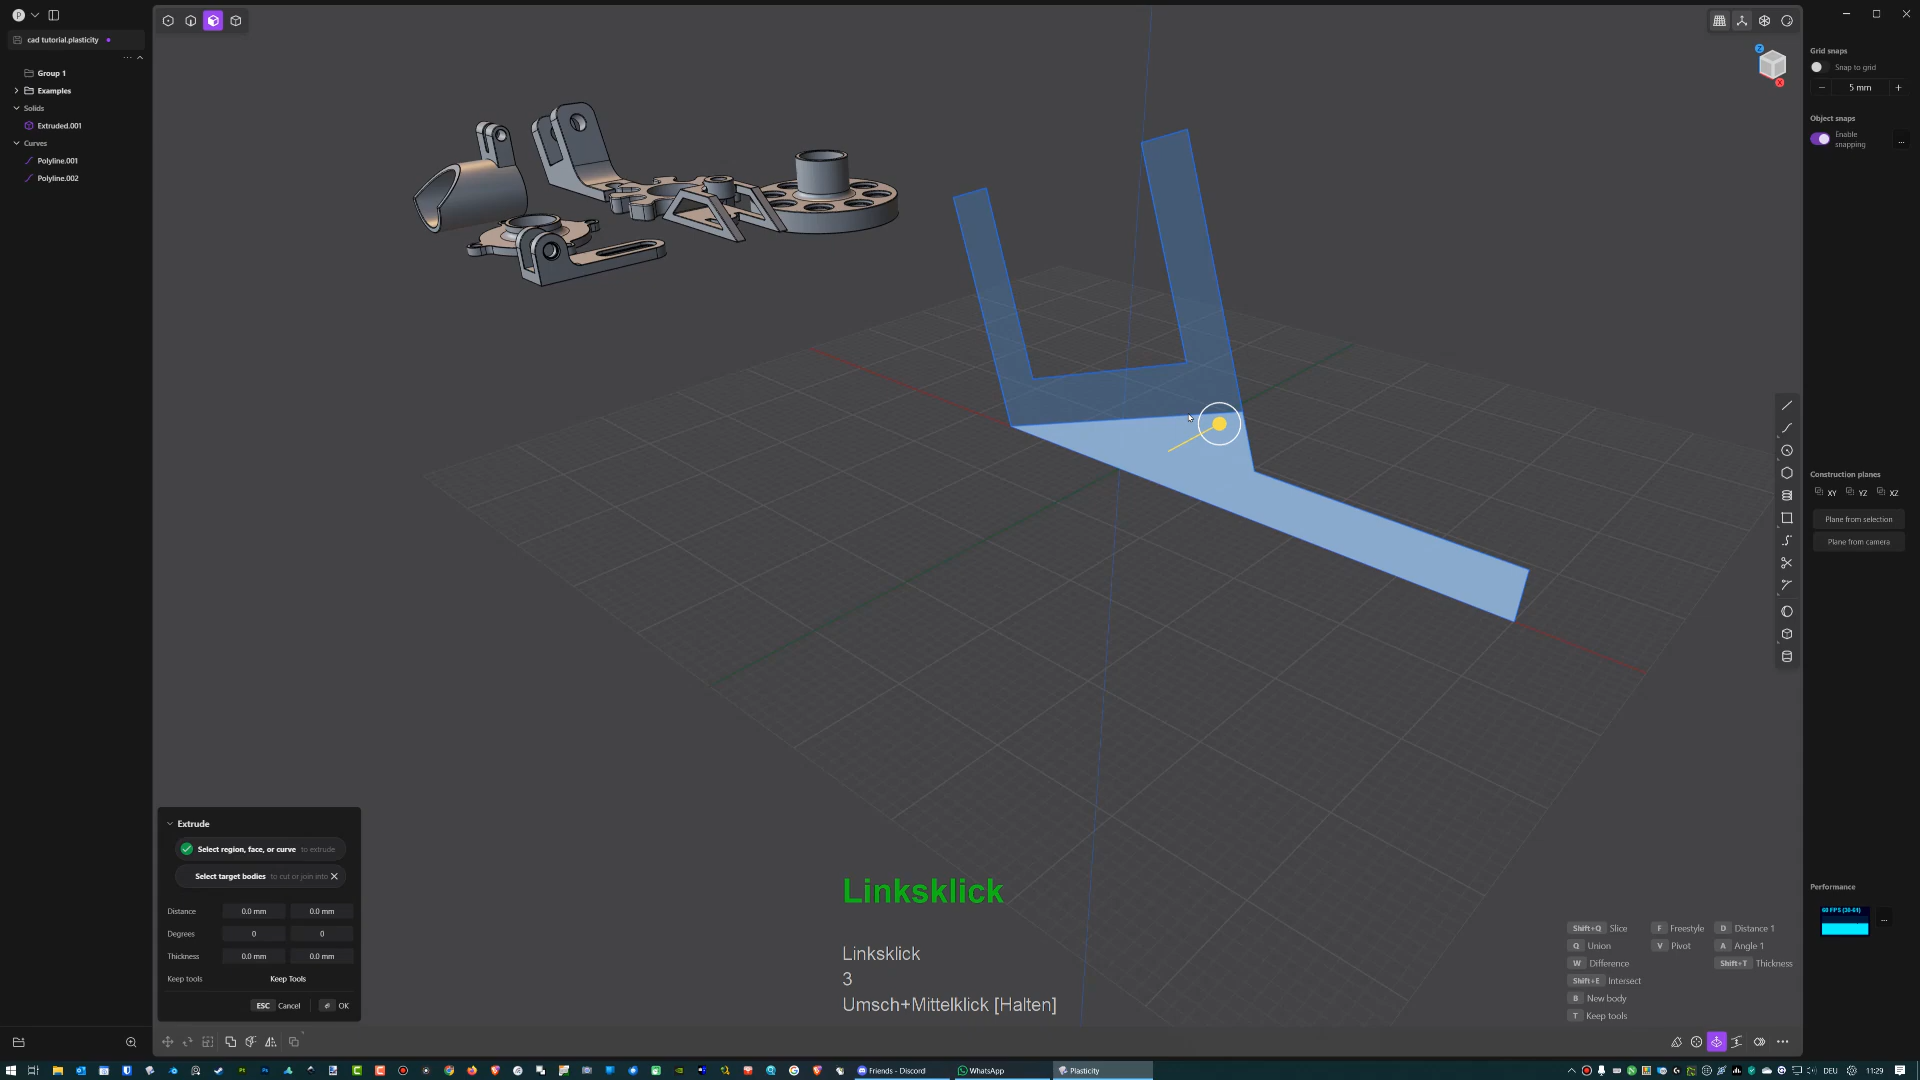 P
cad tutorial.plasticity
...
Group 1
Examples
Solids
Extruded.001
Curves
Polyline.001
Polyline.002
Z
X
Grid snaps
Snap to grid
5 mm
Object snaps
Enable
snapping
...
Construction planes
XY YZ XZ
Plane from selection
Plane from camera
Performance
...
Extrude
Select region, face, or curve to extrude
Select target bodies to cut or join into
Distance 0.0 mm 0.0 mm
Degrees 0 0
Thickness 0.0 mm 0.0 mm
Keep tools Keep Tools
ESC Cancel OK
Linksklick
Linksklick
3
Umsch+Mittelklick [Halten]
Shift+Q Slice F Freestyle D Distance 1
Q Union V Pivot A Angle 1
W Difference Shift+T Thickness
Shift+E Intersect
B New body
T Keep tools
Friends - Discord
WhatsApp
Plasticity
DEU
11:29